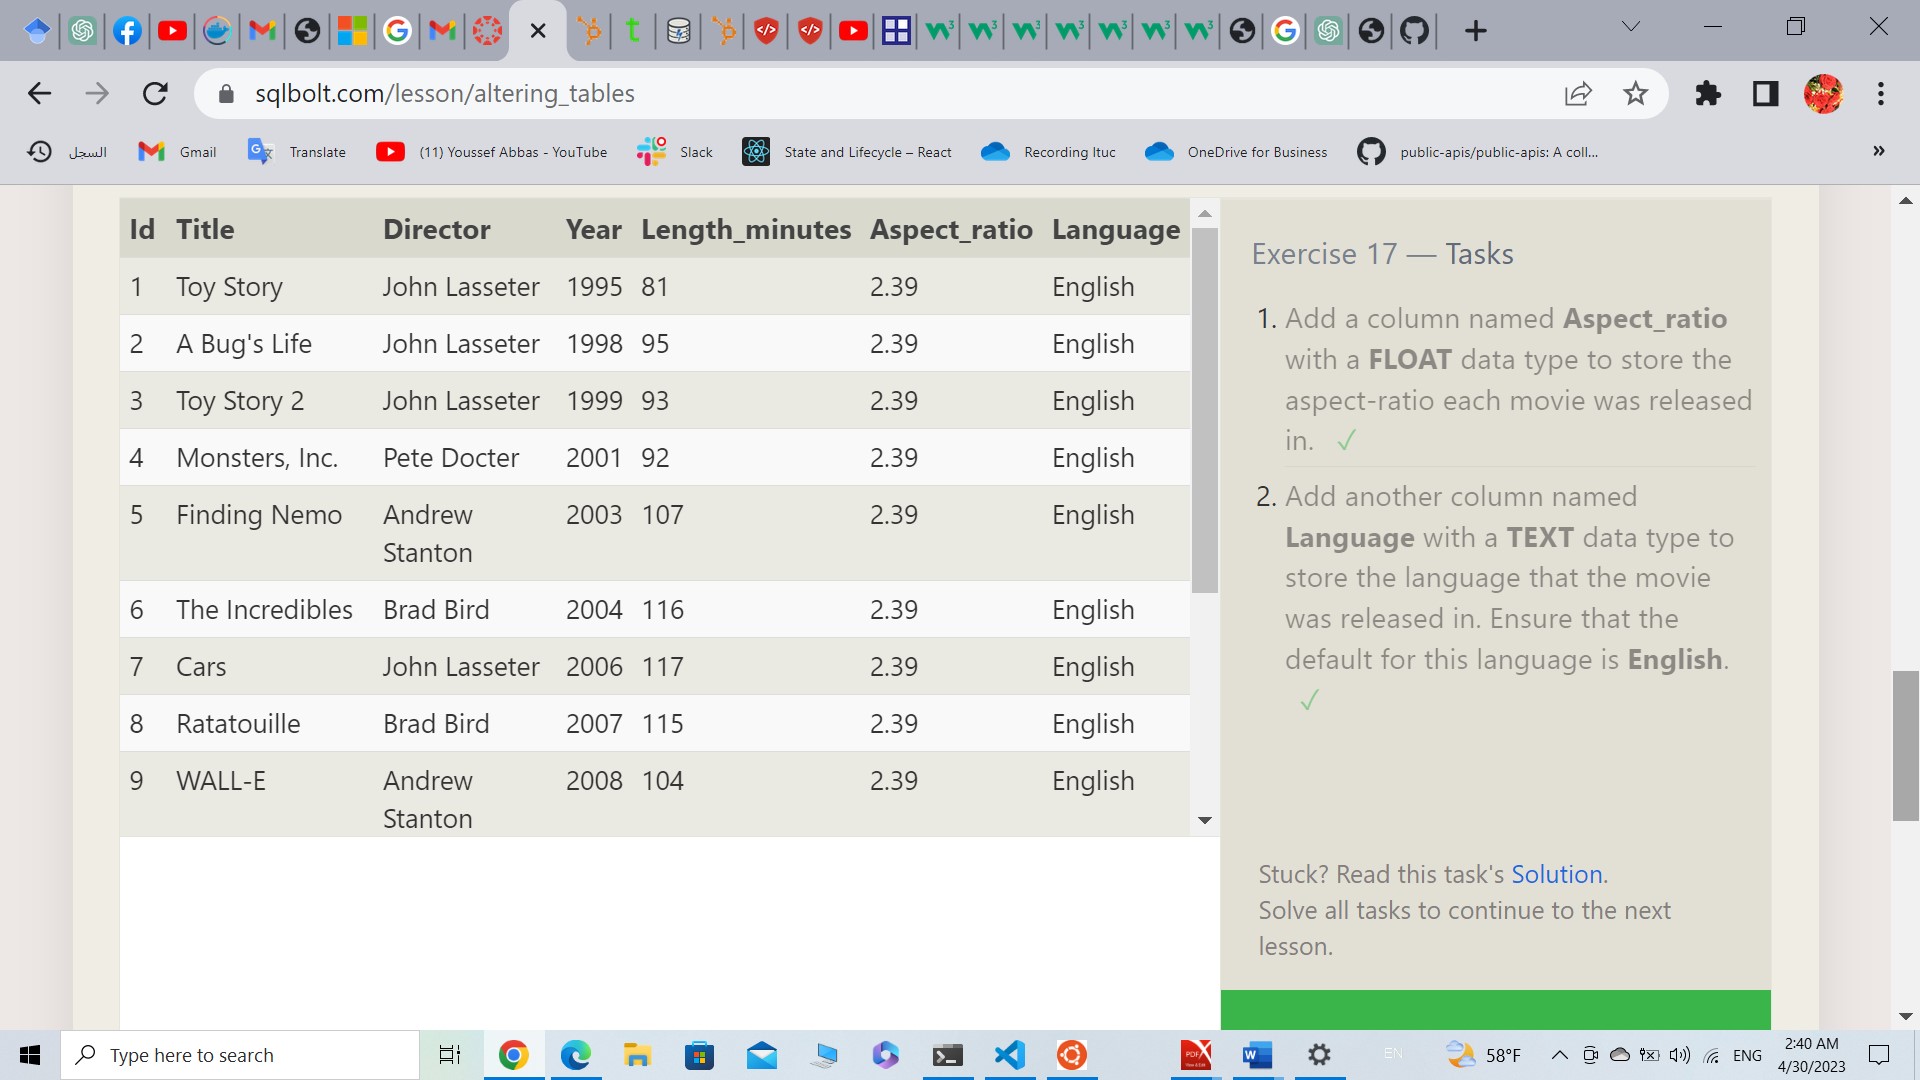 sqlbolt.com/lesson/altering_tables
السجل Gmail Translate (11) Youssef Abbas - YouTube Slack State and Lifecycle – React Recording Ituc OneDrive for Business public-apis/public-apis: A coll... »
Id Title Director Year Length_minutes Aspect_ratio Language
1 Toy Story John Lasseter 1995 81 2.39 English
2 A Bug's Life John Lasseter 1998 95 2.39 English
3 Toy Story 2 John Lasseter 1999 93 2.39 English
4 Monsters, Inc. Pete Docter 2001 92 2.39 English
5 Finding Nemo Andrew 2003 107 2.39 English
Stanton
6 The Incredibles Brad Bird 2004 116 2.39 English
7 Cars John Lasseter 2006 117 2.39 English
8 Ratatouille Brad Bird 2007 115 2.39 English
9 WALL-E Andrew 2008 104 2.39 English
Stanton
Exercise 17 — Tasks
1. Add a column named Aspect_ratio
with a FLOAT data type to store the
aspect-ratio each movie was released
in. ✓
2. Add another column named
Language with a TEXT data type to
store the language that the movie
was released in. Ensure that the
default for this language is English.
✓
Stuck? Read this task's Solution.
Solve all tasks to continue to the next
lesson.
Type here to search
EN
58°F
ENG
2:40 AM
4/30/2023